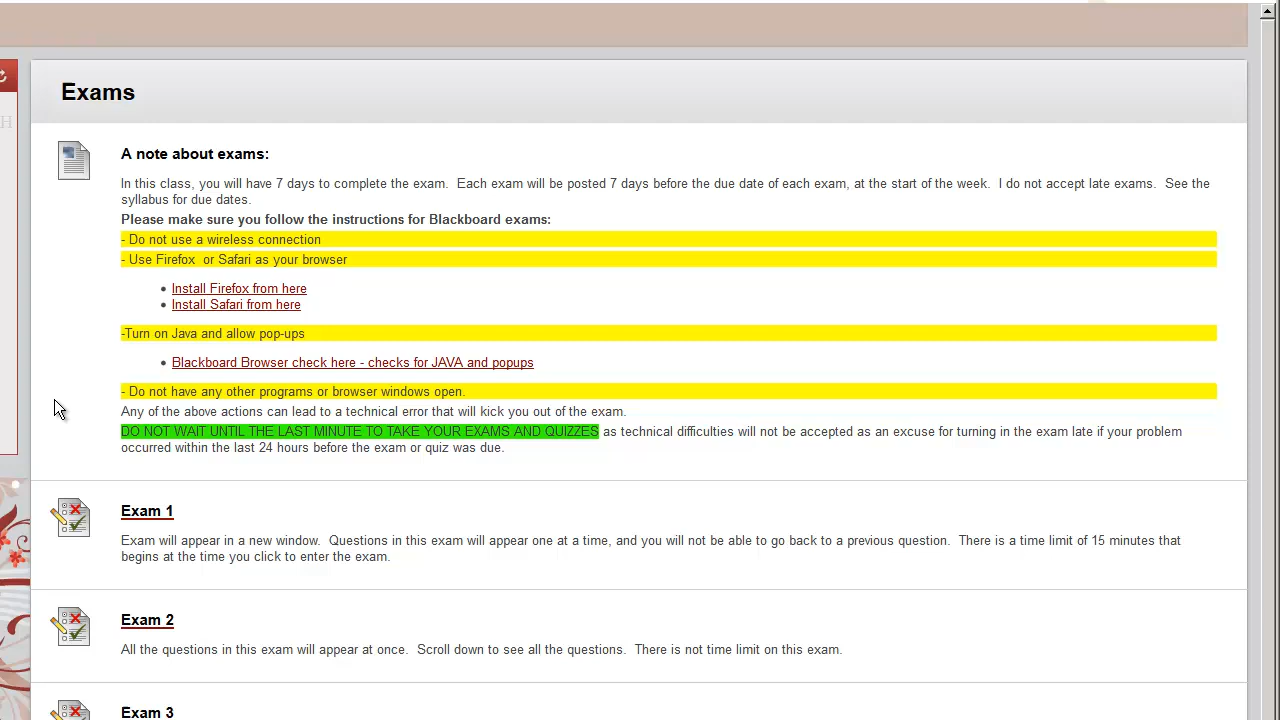 Exams
H
A note about exams:
In this class, you will have 7 days to complete the exam.  Each exam will be posted 7 days before the due date of each exam, at the start of the week.  I do not accept late exams.  See the
syllabus for due dates.
Please make sure you follow the instructions for Blackboard exams:
- Do not use a wireless connection
- Use Firefox  or Safari as your browser
Install Firefox from here
Install Safari from here
-Turn on Java and allow pop-ups
Blackboard Browser check here - checks for JAVA and popups
- Do not have any other programs or browser windows open.
Any of the above actions can lead to a technical error that will kick you out of the exam.
DO NOT WAIT UNTIL THE LAST MINUTE TO TAKE YOUR EXAMS AND QUIZZES as technical difficulties will not be accepted as an excuse for turning in the exam late if your problem
occurred within the last 24 hours before the exam or quiz was due.
Exam 1
Exam will appear in a new window.  Questions in this exam will appear one at a time, and you will not be able to go back to a previous question.  There is a time limit of 15 minutes that
begins at the time you click to enter the exam.
Exam 2
All the questions in this exam will appear at once.  Scroll down to see all the questions.  There is not time limit on this exam.
Exam 3